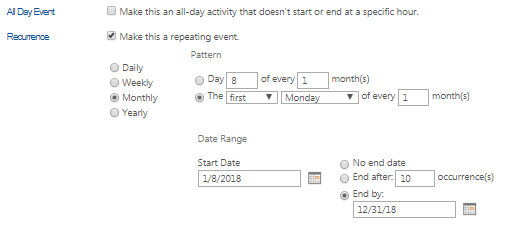 All Day Event Make this an all-day activity that doesn't start or end at a specific hour.
Recurrence Make this a repeating event.
Pattern
Daily
Weekly
Monthly
Yearly
Day 8 of every 1 month(s)
The first Monday of every 1 month(s)
Date Range
Start Date
1/8/2018
No end date
End after: 10 occurrence(s)
End by:
12/31/18